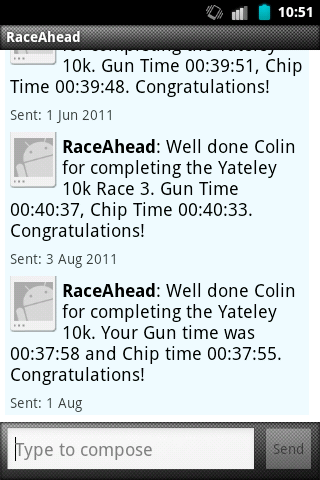 10:51
RaceAhead
for completing the Yateley
10k. Gun Time 00:39:51, Chip
Time 00:39:48. Congratulations!
Sent: 1 Jun 2011
RaceAhead: Well done Colin
for completing the Yateley
10k Race 3. Gun Time
00:40:37, Chip Time 00:40:33.
Congratulations!
Sent: 3 Aug 2011
RaceAhead: Well done Colin
for completing the Yateley
10k. Your Gun time was
00:37:58 and Chip time 00:37:55.
Congratulations!
Sent: 1 Aug
Type to compose
Send